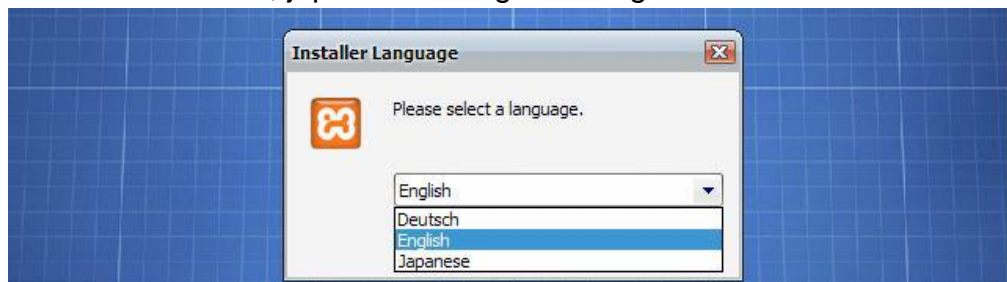 Installer Language
Please select a language.
English
Deutsch
English
Japanese